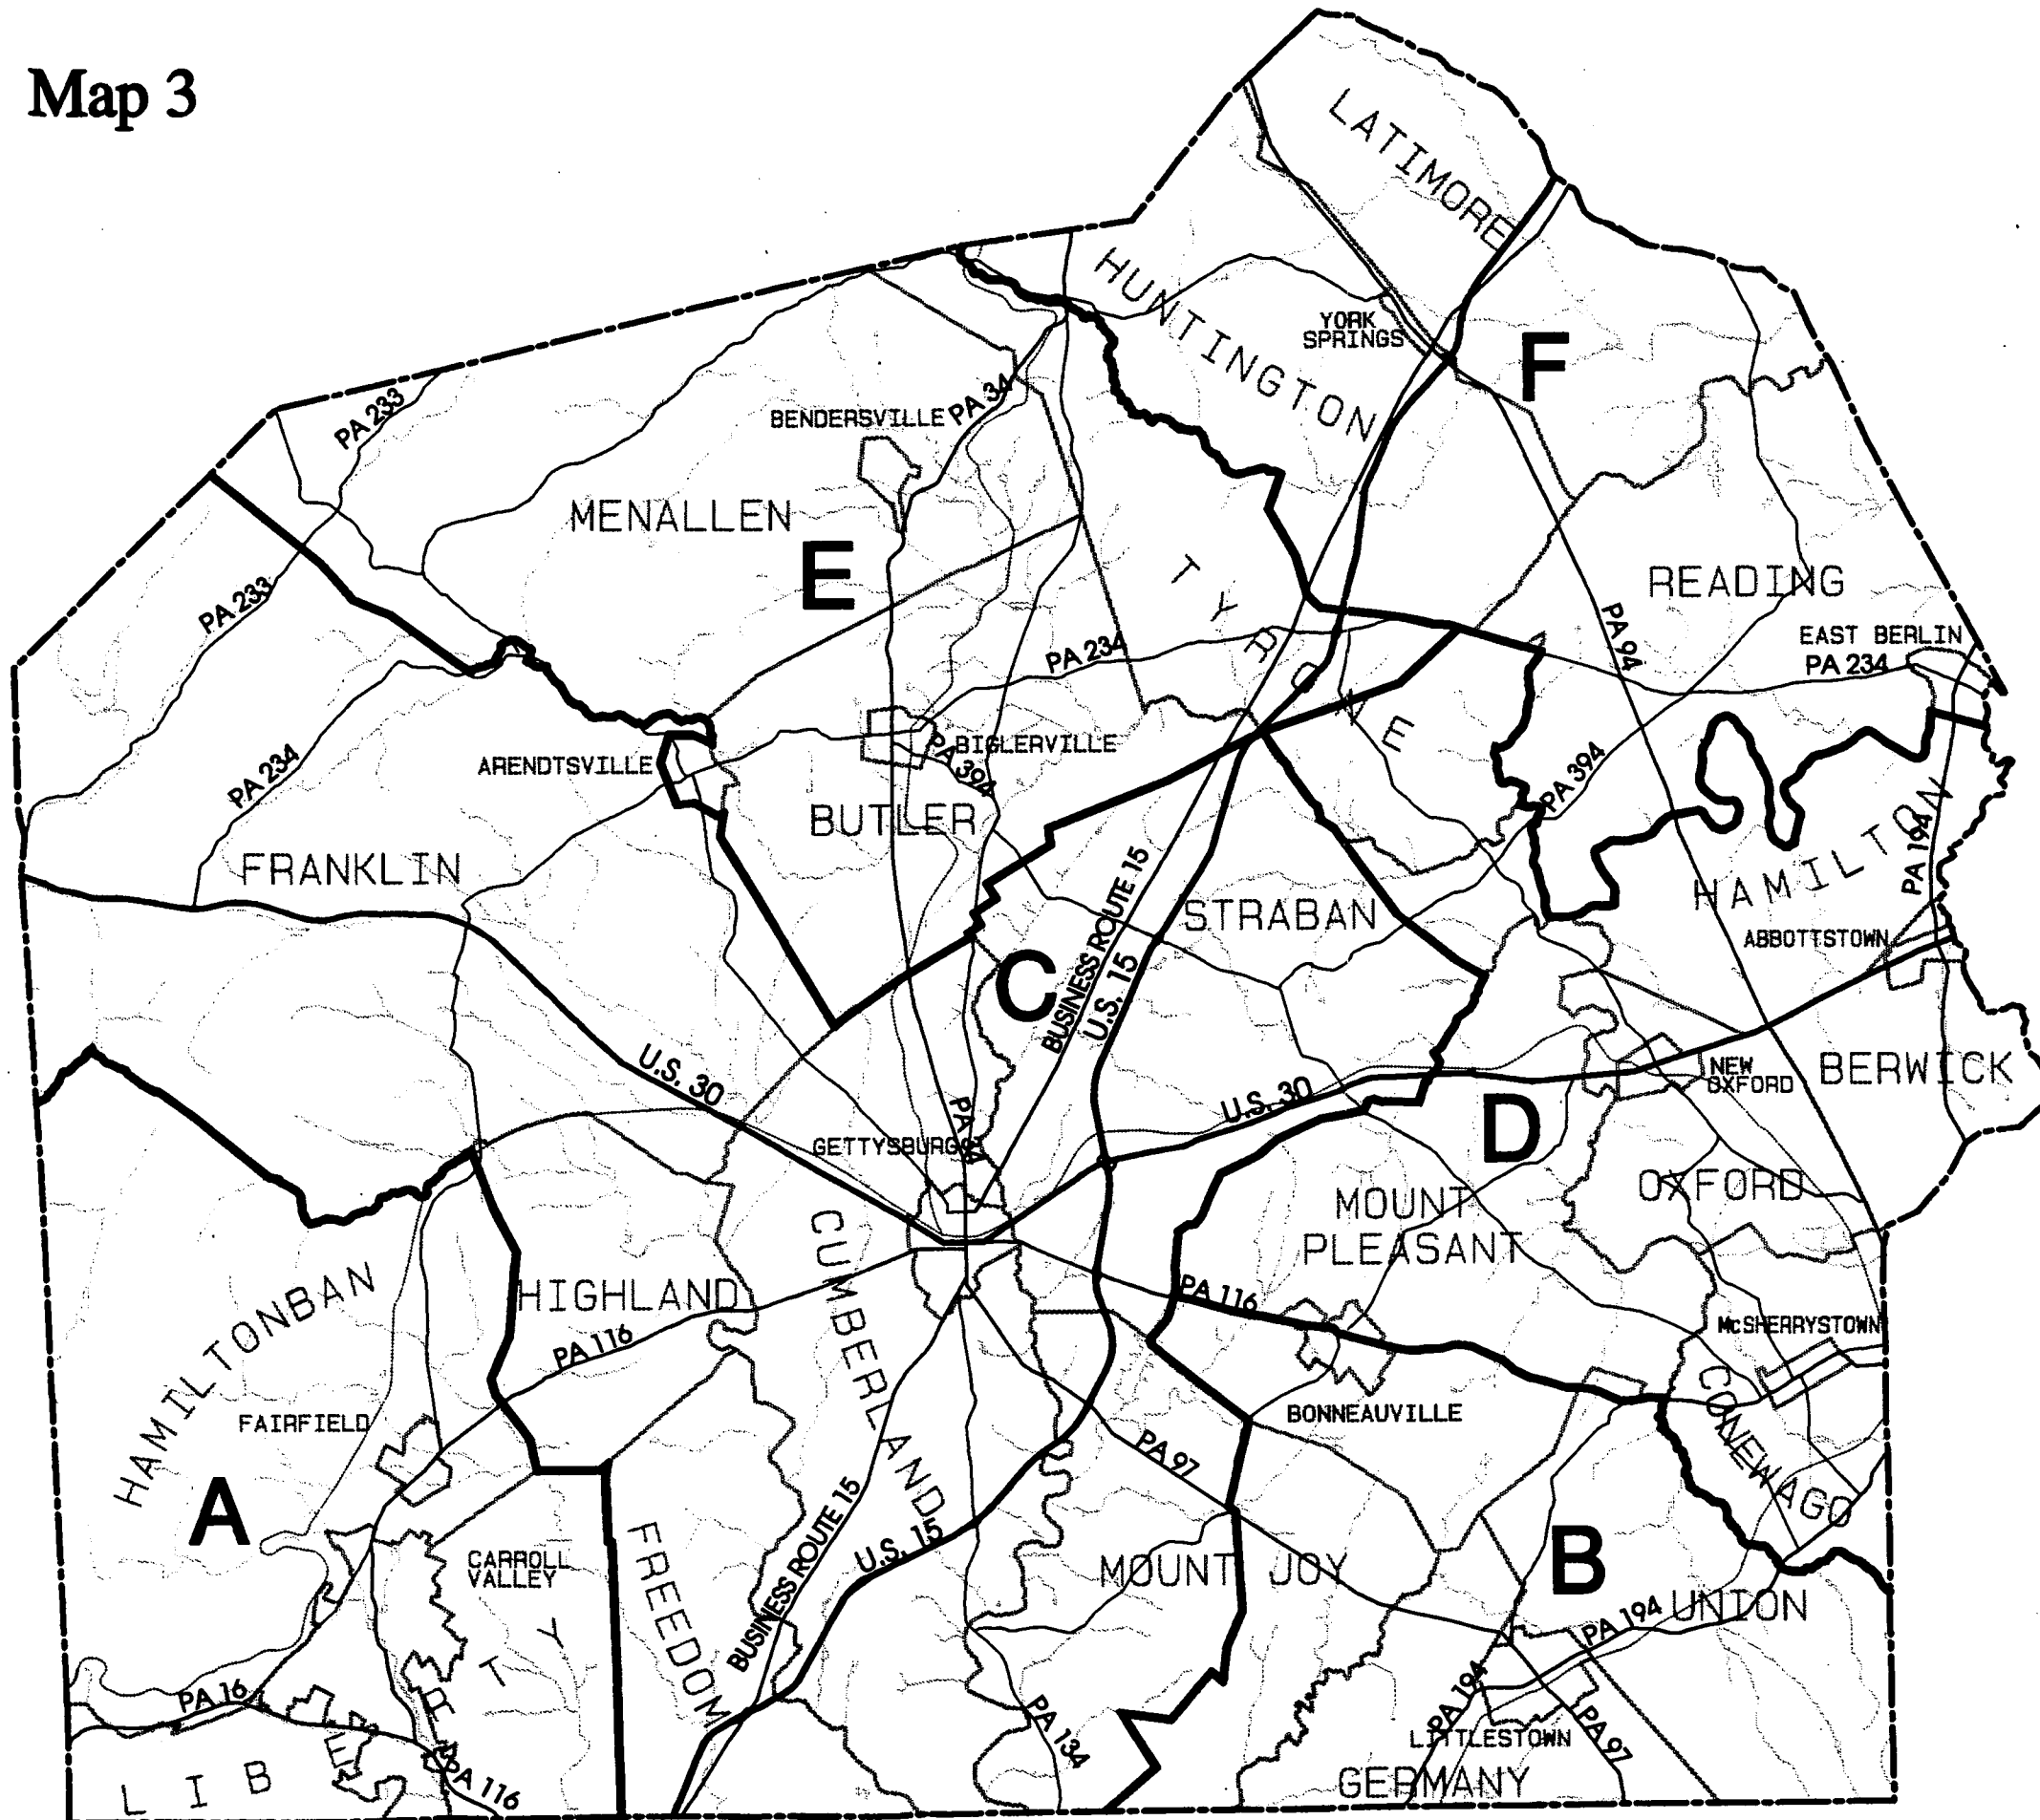 Map 3
LATIMORE
HUNTINGTON
YORK
SPRINGS
F
PA 233
BENDERSVILLE
PA 34
MENALLEN
E
TYRONE
READING
PA 233
PA 94
EAST BERLIN
PA 234
PA 234
ARENDTSVILLE
BIGLERVILLE
PA 394
PA 234
PA 394
BUTLER
FRANKLIN
HAMILTON
PA 194
STRABAN
ABBOTTSTOWN
C
BUSINESS ROUTE 15
U.S. 15
U.S. 30
NEW
OXFORD
BERWICK
U.S. 30
D
PA 34
GETTYSBURG
MOUNT
PLEASANT
OXFORD
CUMBERLAND
HAMILTONBAN
HIGHLAND
PA 116
PA 116
McSHERRYSTOWN
CONEWAGO
FAIRFIELD
BONNEAUVILLE
PA 97
A
BUSINESS ROUTE 15
U.S. 15
FREEDOM
CARROLL
VALLEY
MOUNT JOY
B
PA 194
UNION
PA 16
LIBERTY
PA 116
PA 134
PA 194
LITTLESTOWN
PA 97
GERMANY